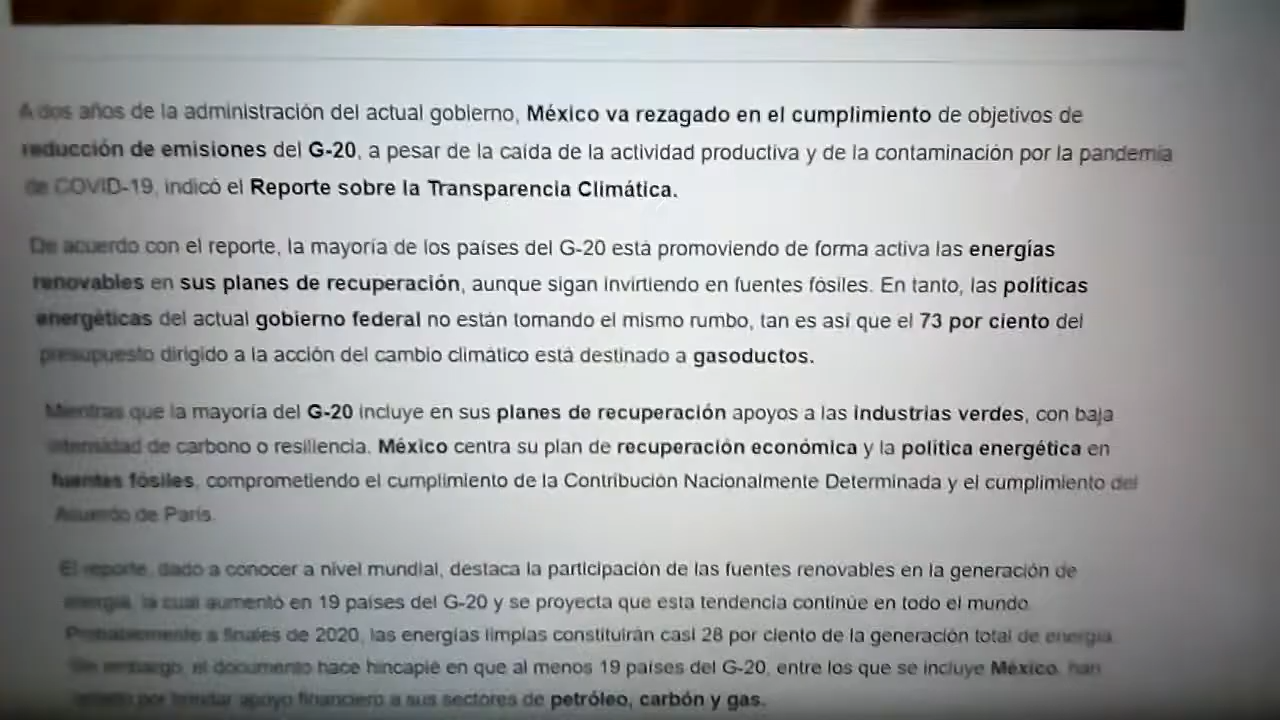 A dos años de la administración del actual gobierno, México va rezagado en el cumplimiento de objetivos de
reducción de emisiones del G-20, a pesar de la caída de la actividad productiva y de la contaminación por la pandemia
de COVID-19, indicó el Reporte sobre la Transparencia Climática.
De acuerdo con el reporte, la mayoría de los países del G-20 está promoviendo de forma activa las energías
renovables en sus planes de recuperación, aunque sigan invirtiendo en fuentes fósiles. En tanto, las políticas
energéticas del actual gobierno federal no están tomando el mismo rumbo, tan es así que el 73 por ciento del
presupuesto dirigido a la acción del cambio climático está destinado a gasoductos.
Mientras que la mayoría del G-20 incluye en sus planes de recuperación apoyos a las industrias verdes, con baja
intensidad de carbono o resiliencia. México centra su plan de recuperación económica y la política energética en
fuentes fósiles, comprometiendo el cumplimiento de la Contribución Nacionalmente Determinada y el cumplimiento del
Acuerdo de París.
El reporte, dado a conocer a nivel mundial, destaca la participación de las fuentes renovables en la generación de
energía, la cual aumentó en 19 países del G-20 y se proyecta que esta tendencia continúe en todo el mundo.
Probablemente a finales de 2020, las energías limpias constituirán casi 28 por ciento de la generación total de energía.
Sin embargo, el documento hace hincapié en que al menos 19 países del G-20, entre los que se incluye México, han
por brindar apoyo financiero a sus sectores de petróleo, carbón y gas.